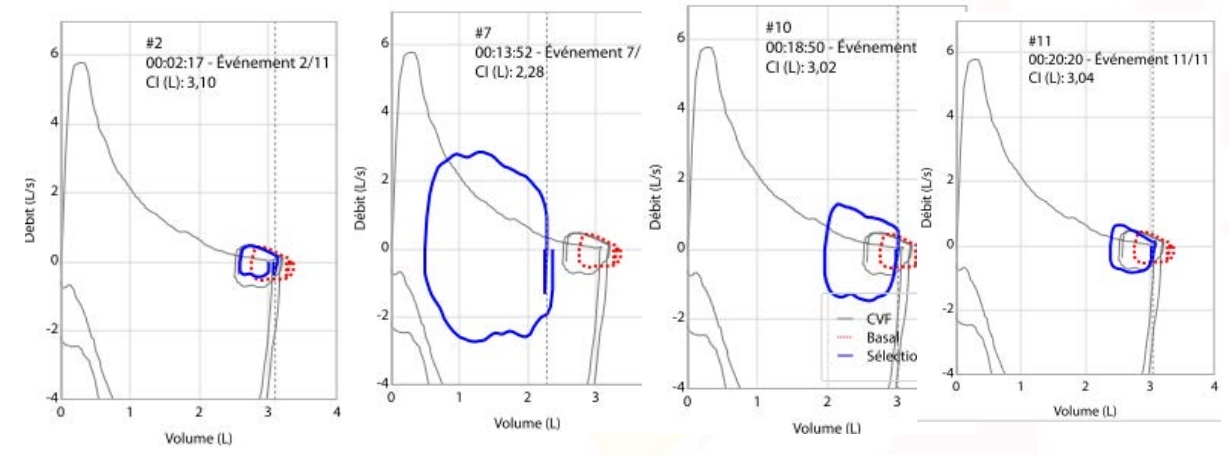 #2
00:02:17 - Événement 2/11
CI (L): 3,10
Débit (L/s)
6
4
2
0
-2
-4
0
1
2
3
4
Volume (L)
#7
00:13:52 - Événement 7/
CI (L): 2,28
Débit (L/s)
6
4
2
0
-2
-4
0
1
2
3
Volume (L)
#10
00:18:50 - Événement
CI (L): 3,02
Débit (L/s)
6
4
2
0
-2
-4
CVF
Basal
Sélectio
0
1
2
3
Volume (L)
#11
00:20:20 - Événement 11/11
CI (L): 3,04
Débit (L/s)
6
4
2
0
-2
-4
0
1
2
3
4
Volume (L)